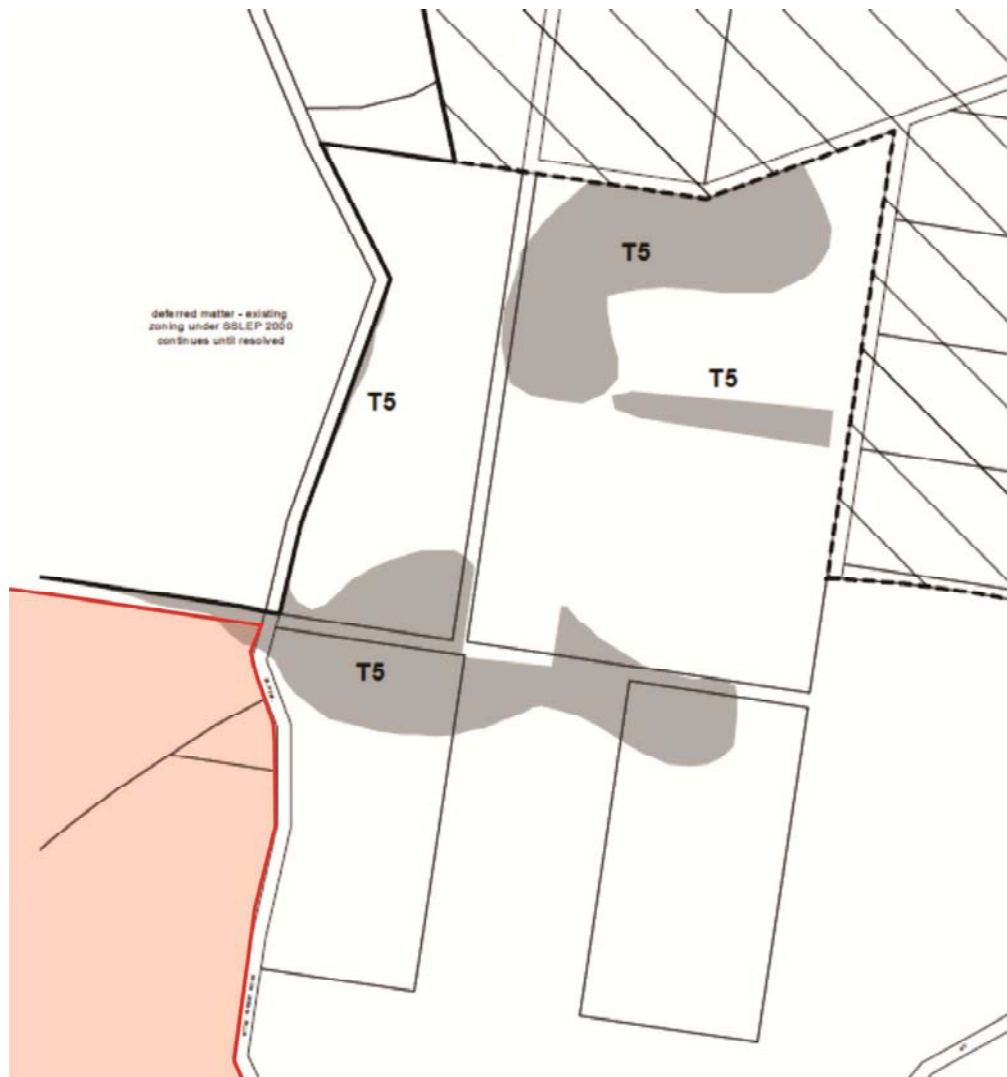 T5
deferred matter - existing
zoning under SSLEP 2000
continues until resolved
T5
T5
T5